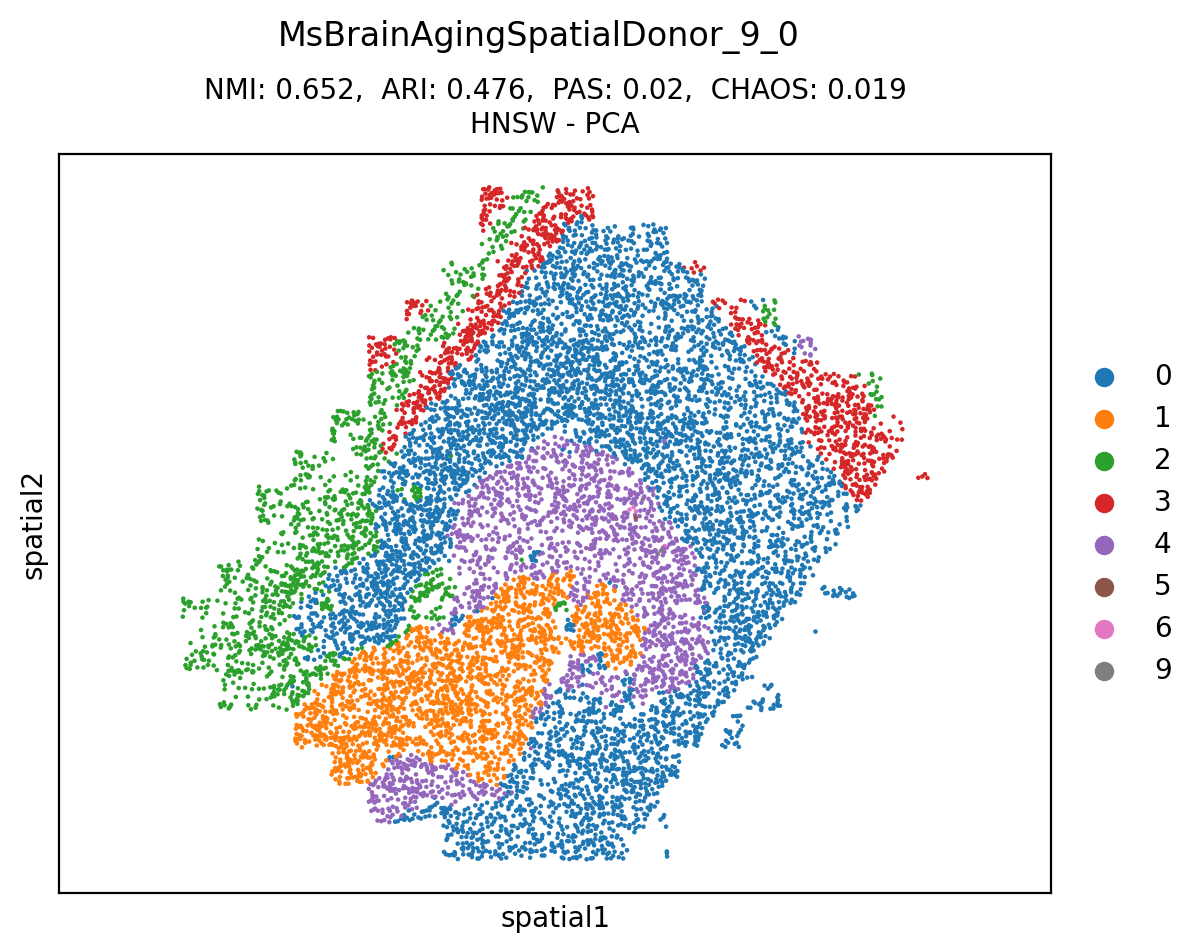 MsBrainAgingSpatialDonor_9_0
NMI: 0.652,  ARI: 0.476,  PAS: 0.02,  CHAOS: 0.019
HNSW - PCA
spatial2
spatial1
0
1
2
3
4
5
6
9